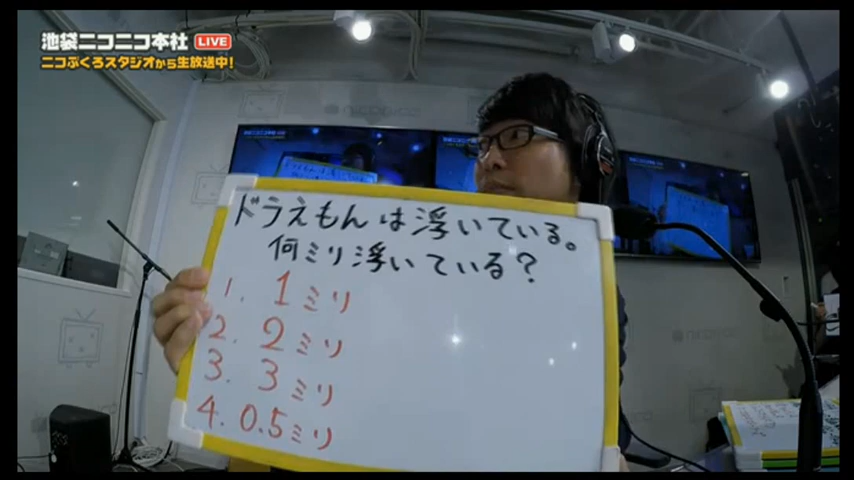 池袋ニコニコ本社 LIVE
ニコぶくろスタジオから生放送中!
ドラえもんは浮いている。
何ミリ浮いている?
1. 1ミリ
2. 2ミリ
3. 3ミリ
4. 0.5ミリ